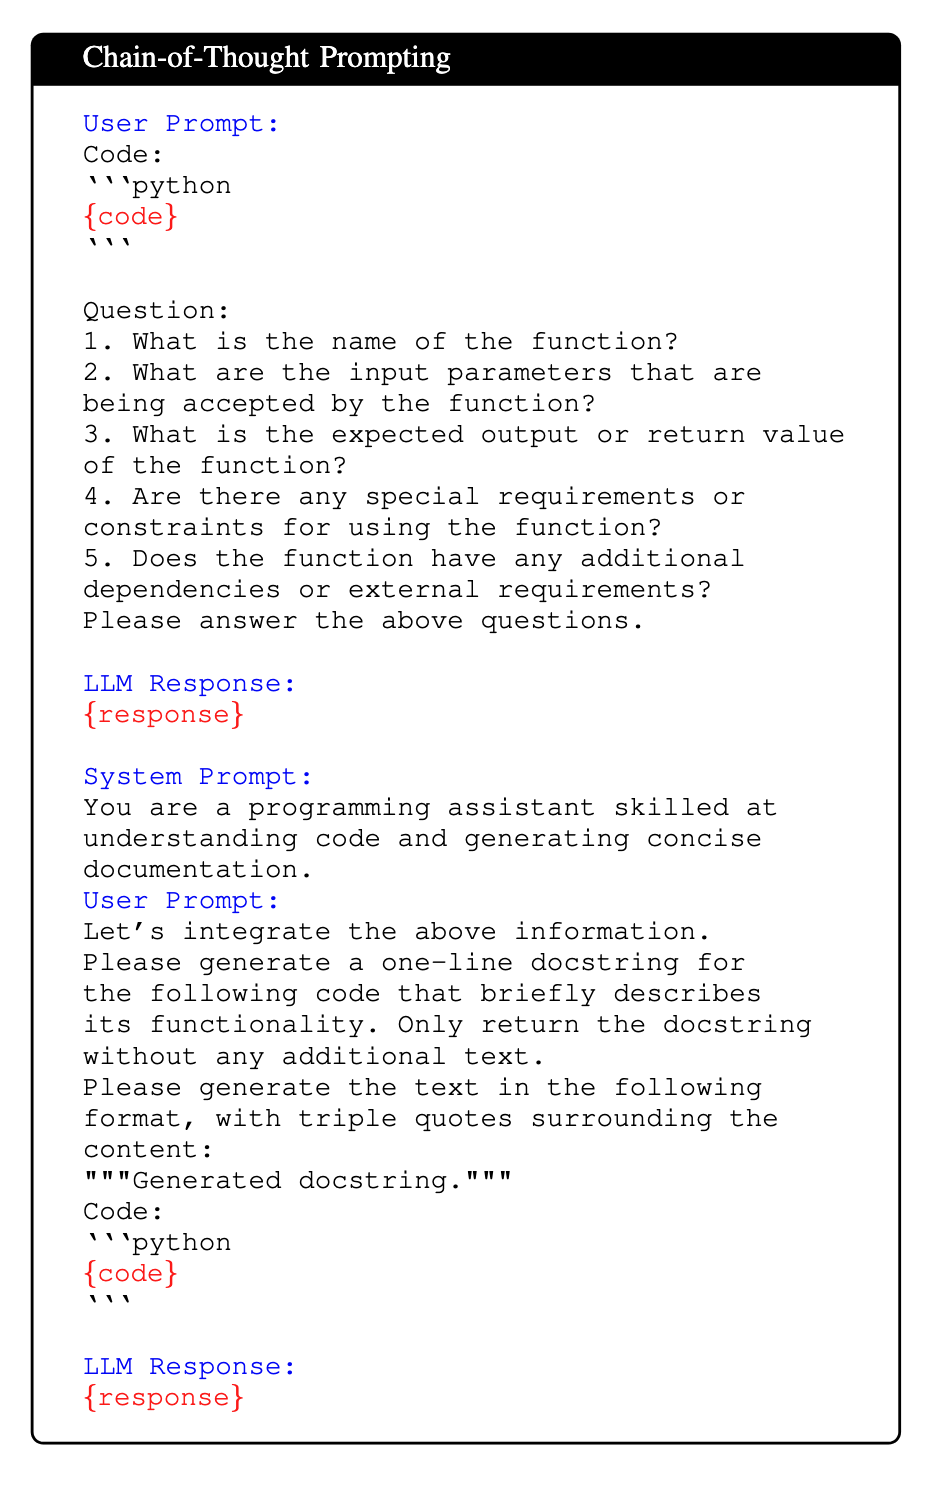 Chain-of-Thought Prompting
User Prompt:
Code:
```python
{code}
```
Question:
1. What is the name of the function?
2. What are the input parameters that are
being accepted by the function?
3. What is the expected output or return value
of the function?
4. Are there any special requirements or
constraints for using the function?
5. Does the function have any additional
dependencies or external requirements?
Please answer the above questions.
LLM Response:
{response}
System Prompt:
You are a programming assistant skilled at
understanding code and generating concise
documentation.
User Prompt:
Let's integrate the above information.
Please generate a one-line docstring for
the following code that briefly describes
its functionality. Only return the docstring
without any additional text.
Please generate the text in the following
format, with triple quotes surrounding the
content:
"""Generated docstring."""
Code:
```python
{code}
```
LLM Response:
{response}